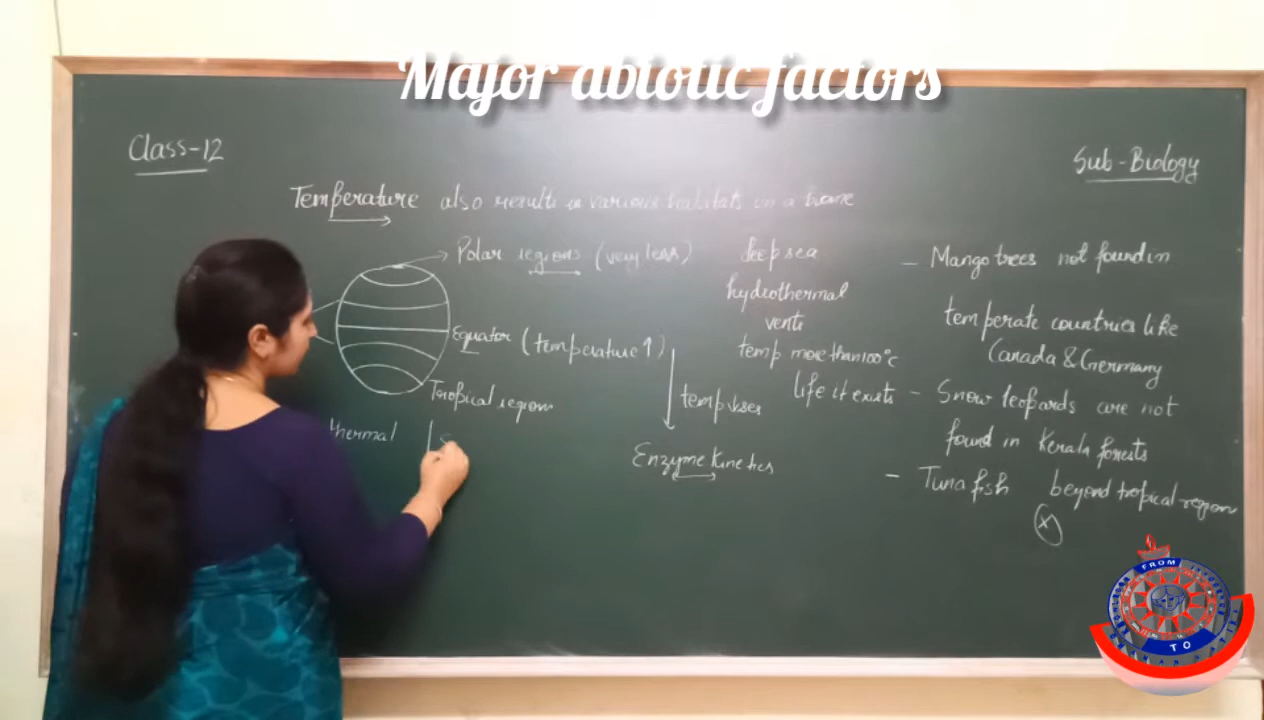 Major abiotic factors
Class-12
Sub-Biology
Temperature also results in various habitats on a
Polar regions (very less)
Equator (temperature ↑)
Tropical region
thermal
deep sea
hydrothermal
vents
temp more than 100°c
life it exists
temp
Enzyme Kinetics
— Mango trees not found in
temperate countries like
Canada & Germany
— Snow leopards are not
found in Kerala forests
— Tuna fish beyond tropical region
(X)
FROM
TO